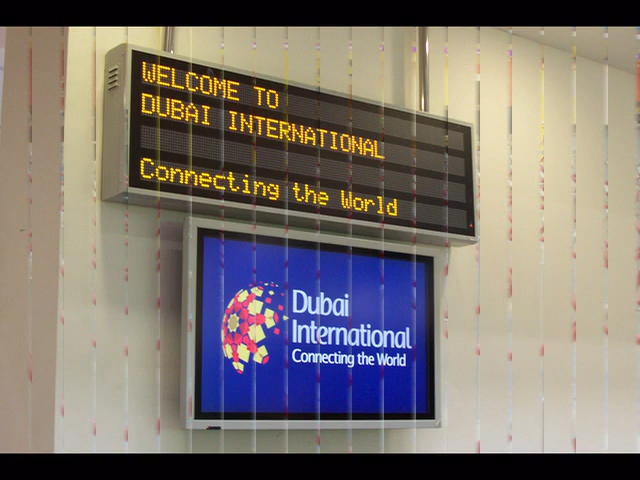 WELCOME TO
DUBAI INTERNATIONAL
Connecting the World
Dubai
International
Connecting the World